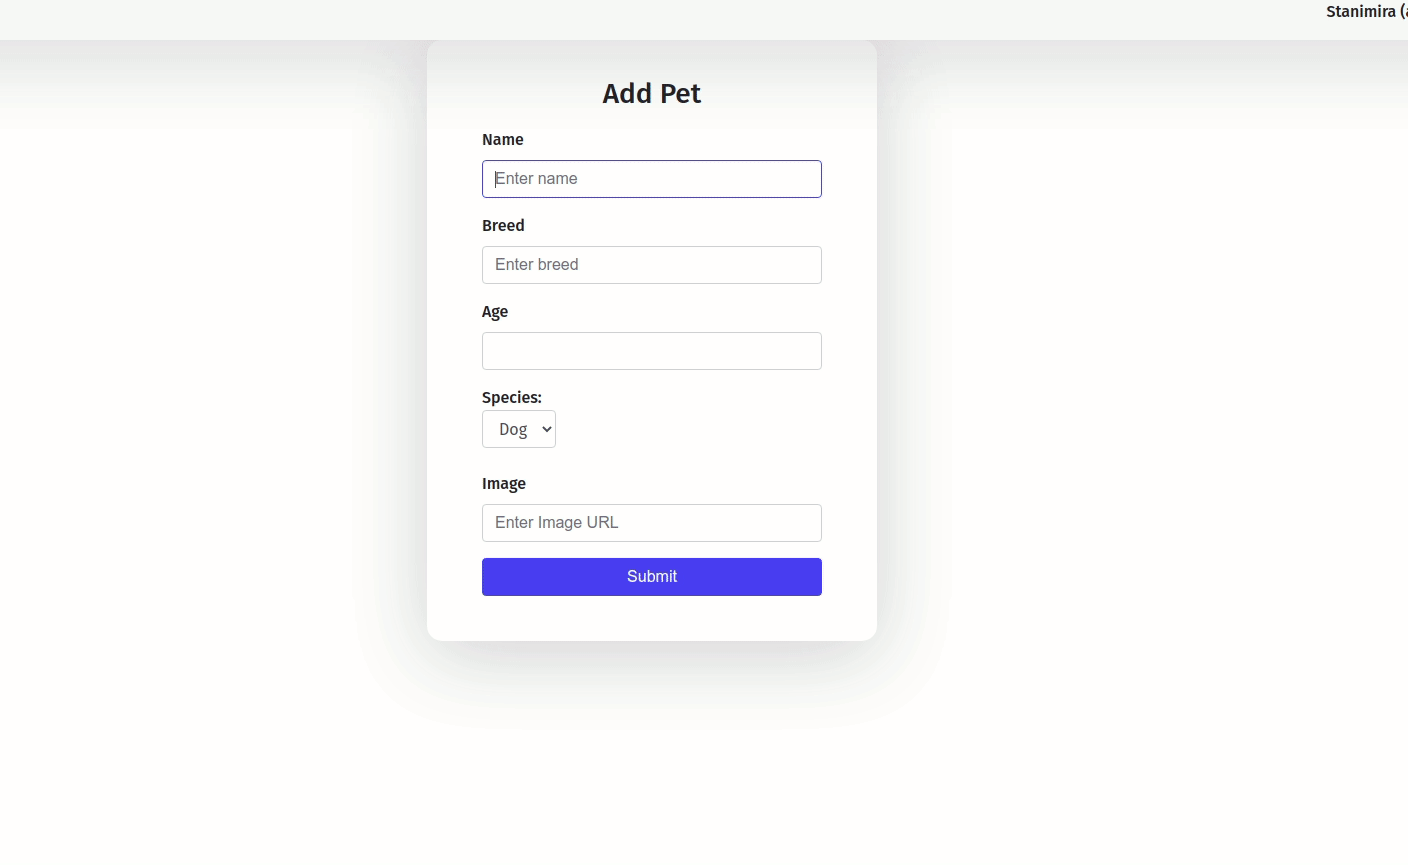 Stanimira (
Add Pet
Name
Enter name
Breed
Enter breed
Age
Species:
Dog
Image
Enter Image URL
Submit